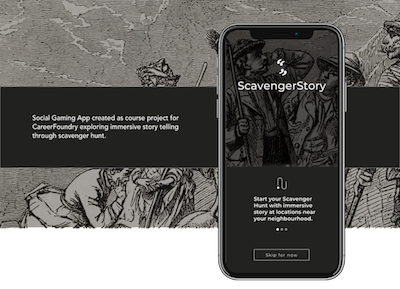 ScavengerStory
Social Gaming App created as course project for
CareerFoundry exploring immersive story telling
through scavenger hunt.
Start your Scavenger
Hunt with immersive
story at locations near
your neighbourhood.
Skip for now